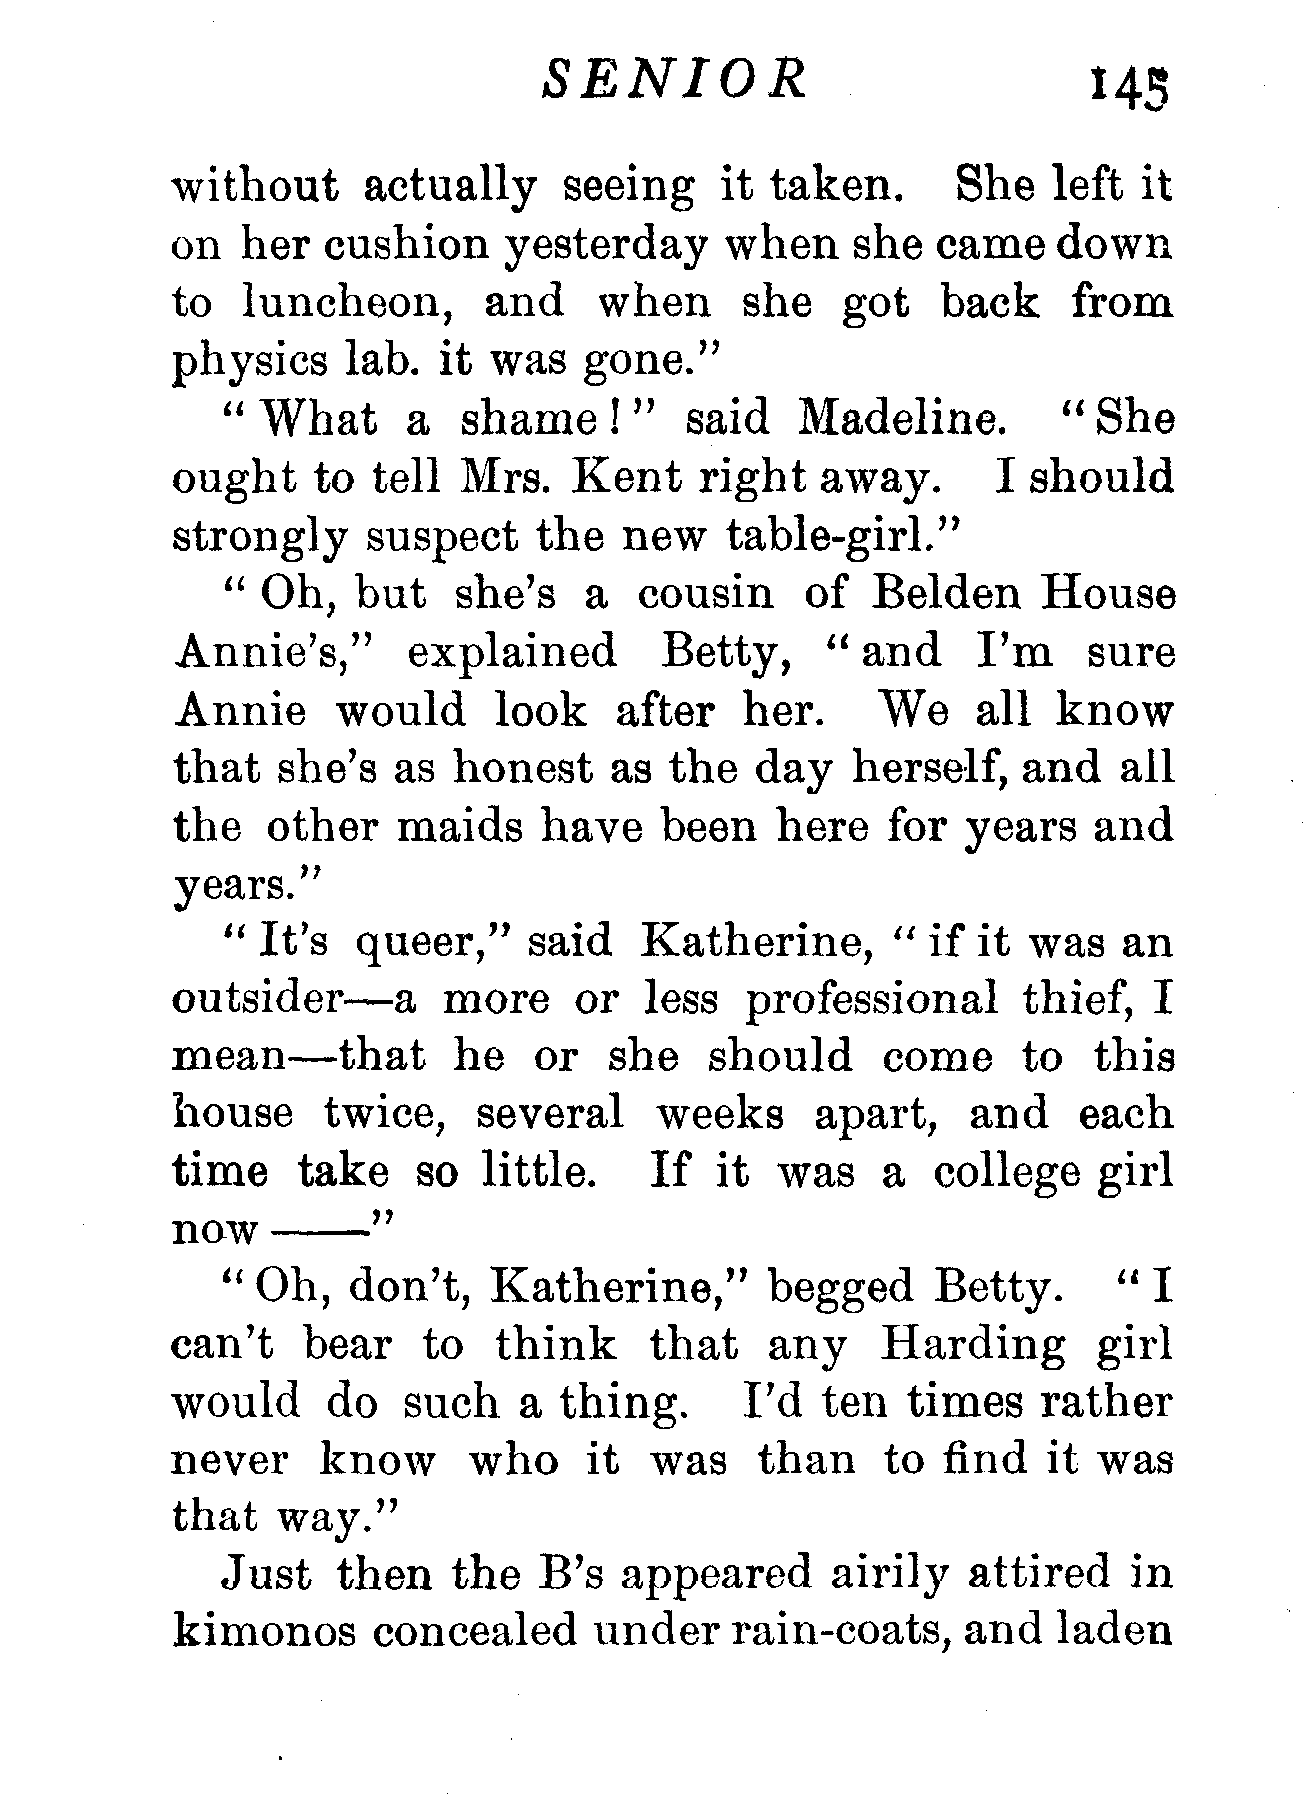 SENIOR 145
without actually seeing it taken. She left it
on her cushion yesterday when she came down
to luncheon, and when she got back from
physics lab. it was gone."
" What a shame ! " said Madeline. " She
ought to tell Mrs. Kent right away. I should
strongly suspect the new table-girl."
" Oh, but she's a cousin of Belden House
Annie's," explained Betty, " and I'm sure
Annie would look after her. We all know
that she's as honest as the day herself, and all
the other maids have been here for years and
years."
" It's queer," said Katherine, " if it was an
outsider—a more or less professional thief, I
mean—that he or she should come to this
house twice, several weeks apart, and each
time take so little. If it was a college girl
now ——"
" Oh, don't, Katherine," begged Betty. " I
can't bear to think that any Harding girl
would do such a thing. I'd ten times rather
never know who it was than to find it was
that way."
Just then the B's appeared airily attired in
kimonos concealed under rain-coats, and laden